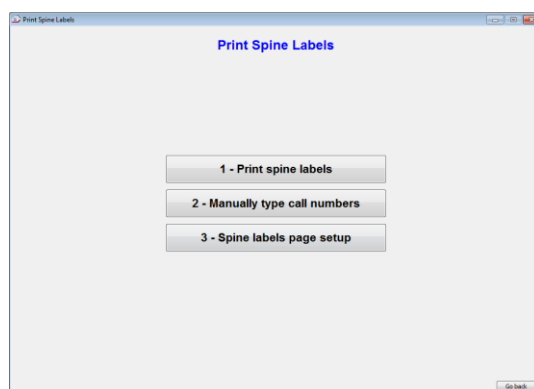 Print Spine Labels
Print Spine Labels
1 - Print spine labels
2 - Manually type call numbers
3 - Spine labels page setup
Go back